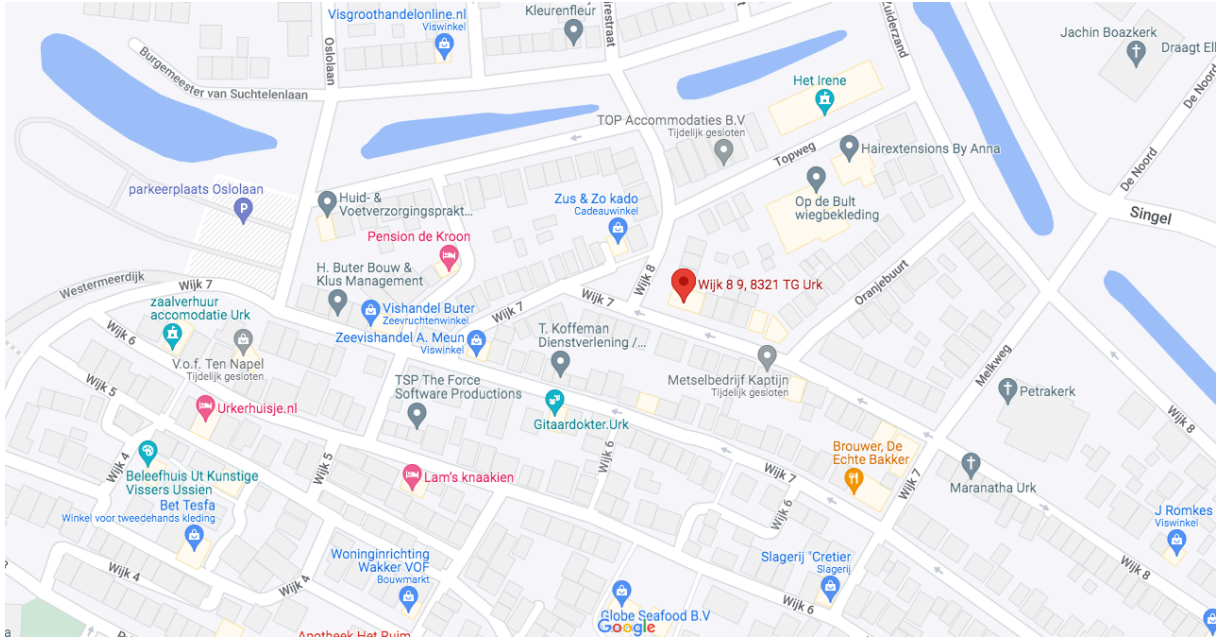 Visgroothandelonline.nl
Viswinkel
Kleurenfleur
Zuiderzand
Jachin Boazkerk
Draagt Ell
De Noord
Oslolaan
Burgemeester van Suchtelenlaan
Het Irene
TOP Accommodaties B.V
Tijdelijk gesloten
Topweg
Hairextensions By Anna
De Noord
parkeerplaats Oslolaan
P
Huid- &
Voetverzorgingsprakt...
Zus & Zo kado
Cadeauwinkel
Op de Bult
wiegbekleding
Singel
Pension de Kroon
H. Buter Bouw &
Klus Management
Westermeerdijk
Wijk 7
Wijk 8
Wijk 7
Wijk 8 9, 8321 TG Urk
Oranjebuurt
zaalverhuur
accomodatie Urk
Vishandel Buter
Zeevruchtenwinkel
Wijk 7
Zeevishandel A. Meun
Viswinkel
T. Koffeman
Dienstverlening /...
Wijk 6
V.o.f. Ten Napel
Tijdelijk gesloten
Metselbedrijf Kaptijn
Tijdelijk gesloten
Melkweg
Wijk 5
TSP The Force
Software Productions
Petrakerk
Urkerhuisje.nl
Gitaardokter.Urk
Wijk 8
Wijk 4
Wijk 5
Wijk 6
Brouwer, De
Echte Bakker
Wijk 7
Wijk 7
Beleefhuis Ut Kunstige
Vissers Ussien
Lam's knaakien
Maranatha Urk
Bet Tesfa
Winkel voor tweedehands kleding
Wijk 6
J Romkes
Viswinkel
Woninginrichting
Wakker VOF
Bouwmarkt
Slagerij "Cretier
Slagerij
Wijk 4
Wijk 4
Wijk 8
Wijk 6
Globe Seafood B.V
Google
Apotheek Het Ruim